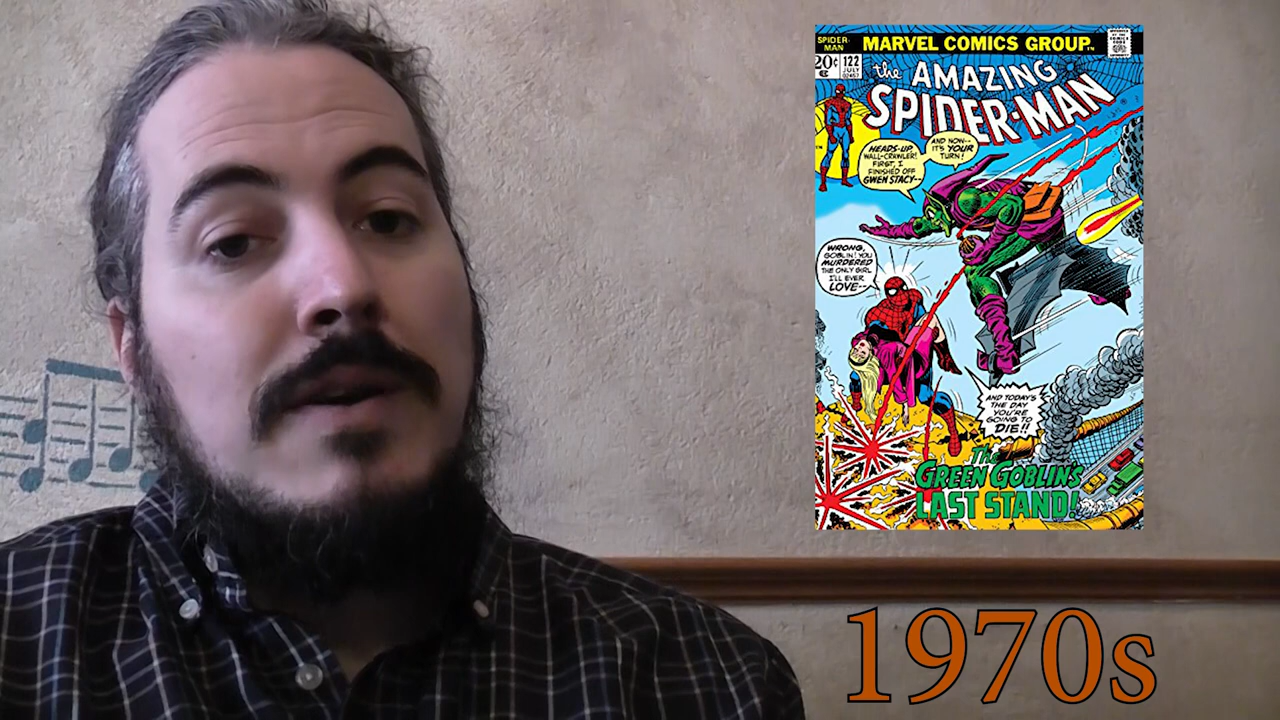 SPIDER-
MAN
MARVEL COMICS GROUP
20¢
122
JULY
the AMAZING
SPIDER-MAN
HEADS-UP,
WALL-CRAWLER!
FIRST, I
FINISHED OFF
GWEN STACY--
AND NOW--
IT'S YOUR
TURN!
WRONG,
GOBLIN! YOU
MURDERED
THE ONLY GIRL
I'LL EVER
LOVE--
AND TODAY'S
THE DAY
YOU'RE
GOING TO
DIE!!
The
GREEN GOBLIN'S
LAST STAND!
1970s